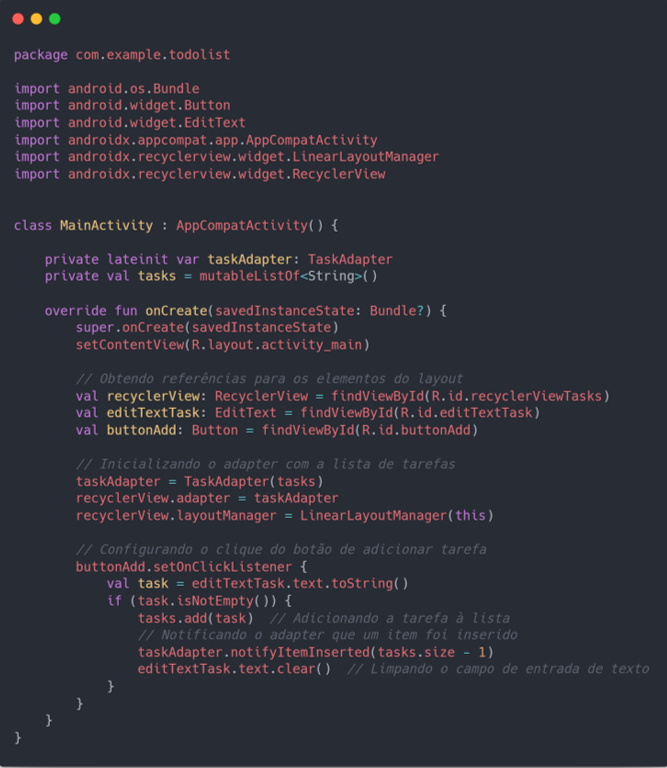 package com.example.todolist
import android.os.Bundle
import android.widget.Button
import android.widget.EditText
import androidx.appcompat.app.AppCompatActivity
import androidx.recyclerview.widget.LinearLayoutManager
import androidx.recyclerview.widget.RecyclerView
class MainActivity : AppCompatActivity() {
    private lateinit var taskAdapter: TaskAdapter
    private val tasks = mutableListOf<String>()
    override fun onCreate(savedInstanceState: Bundle?) {
        super.onCreate(savedInstanceState)
        setContentView(R.layout.activity_main)
        // Obtendo referências para os elementos do layout
        val recyclerView: RecyclerView = findViewById(R.id.recyclerViewTasks)
        val editTextTask: EditText = findViewById(R.id.editTextTask)
        val buttonAdd: Button = findViewById(R.id.buttonAdd)
        // Inicializando o adapter com a lista de tarefas
        taskAdapter = TaskAdapter(tasks)
        recyclerView.adapter = taskAdapter
        recyclerView.layoutManager = LinearLayoutManager(this)
        // Configurando o clique do botão de adicionar tarefa
        buttonAdd.setOnClickListener {
            val task = editTextTask.text.toString()
            if (task.isNotEmpty()) {
                tasks.add(task)  // Adicionando a tarefa à lista
                // Notificando o adapter que um item foi inserido
                taskAdapter.notifyItemInserted(tasks.size - 1)
                editTextTask.text.clear()  // Limpando o campo de entrada de texto
            }
        }
    }
}